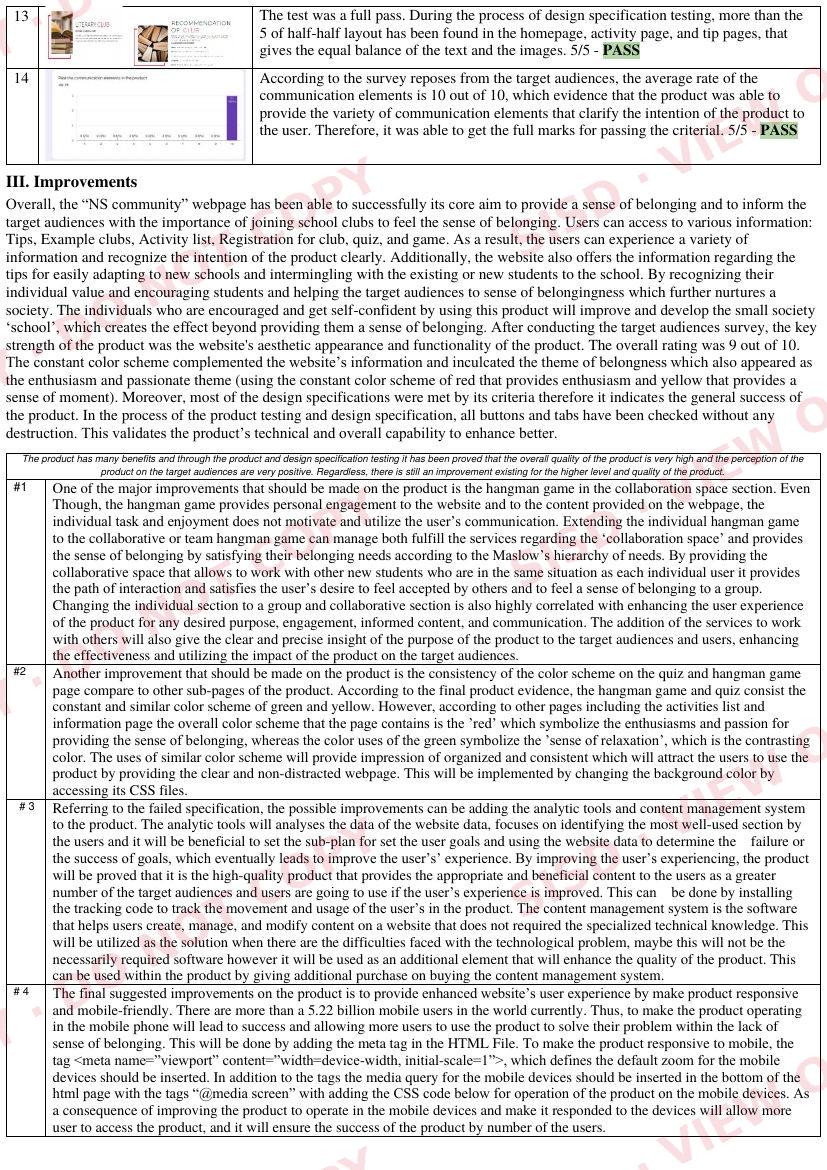 13
LITERARY CLUB
RECOMMENDATION
OF CLUB
The test was a full pass. During the process of design specification testing, more than the
5 of half-half layout has been found in the homepage, activity page, and tip pages, that
gives the equal balance of the text and the images. 5/5 - PASS
14
According to the survey reposes from the target audiences, the average rate of the
communication elements is 10 out of 10, which evidence that the product was able to
provide the variety of communication elements that clarify the intention of the product to
the user. Therefore, it was able to get the full marks for passing the criterial. 5/5 - PASS
III. Improvements
Overall, the “NS community” webpage has been able to successfully its core aim to provide a sense of belonging and to inform the
target audiences with the importance of joining school clubs to feel the sense of belonging. Users can access to various information:
Tips, Example clubs, Activity list, Registration for club, quiz, and game. As a result, the users can experience a variety of
information and recognize the intention of the product clearly. Additionally, the website also offers the information regarding the
tips for easily adapting to new schools and intermingling with the existing or new students to the school. By recognizing their
individual value and encouraging students and helping the target audiences to sense of belongingness which further nurtures a
society. The individuals who are encouraged and get self-confident by using this product will improve and develop the small society
‘school’, which creates the effect beyond providing them a sense of belonging. After conducting the target audiences survey, the key
strength of the product was the website's aesthetic appearance and functionality of the product. The overall rating was 9 out of 10.
The constant color scheme complemented the website’s information and inculcated the theme of belongness which also appeared as
the enthusiasm and passionate theme (using the constant color scheme of red that provides enthusiasm and yellow that provides a
sense of moment). Moreover, most of the design specifications were met by its criteria therefore it indicates the general success of
the product. In the process of the product testing and design specification, all buttons and tabs have been checked without any
destruction. This validates the product’s technical and overall capability to enhance better.
The product has many benefits and through the product and design specification testing it has been proved that the overall quality of the product is very high and the perception of the
product on the target audiences are very positive. Regardless, there is still an improvement existing for the higher level and quality of the product.
#1
One of the major improvements that should be made on the product is the hangman game in the collaboration space section. Even
Though, the hangman game provides personal engagement to the website and to the content provided on the webpage, the
individual task and enjoyment does not motivate and utilize the user’s communication. Extending the individual hangman game
to the collaborative or team hangman game can manage both fulfill the services regarding the ‘collaboration space’ and provides
the sense of belonging by satisfying their belonging needs according to the Maslow’s hierarchy of needs. By providing the
collaborative space that allows to work with other new students who are in the same situation as each individual user it provides
the path of interaction and satisfies the user’s desire to feel accepted by others and to feel a sense of belonging to a group.
Changing the individual section to a group and collaborative section is also highly correlated with enhancing the user experience
of the product for any desired purpose, engagement, informed content, and communication. The addition of the services to work
with others will also give the clear and precise insight of the purpose of the product to the target audiences and users, enhancing
the effectiveness and utilizing the impact of the product on the target audiences.
#2
Another improvement that should be made on the product is the consistency of the color scheme on the quiz and hangman game
page compare to other sub-pages of the product. According to the final product evidence, the hangman game and quiz consist the
constant and similar color scheme of green and yellow. However, according to other pages including the activities list and
information page the overall color scheme that the page contains is the ’red’ which symbolize the enthusiasms and passion for
providing the sense of belonging, whereas the color uses of the green symbolize the ’sense of relaxation’, which is the contrasting
color. The uses of similar color scheme will provide impression of organized and consistent which will attract the users to use the
product by providing the clear and non-distracted webpage. This will be implemented by changing the background color by
accessing its CSS files.
# 3
Referring to the failed specification, the possible improvements can be adding the analytic tools and content management system
to the product. The analytic tools will analyses the data of the website data, focuses on identifying the most well-used section by
the users and it will be beneficial to set the sub-plan for set the user goals and using the website data to determine the failure or
the success of goals, which eventually leads to improve the user’s’ experience. By improving the user’s experiencing, the product
will be proved that it is the high-quality product that provides the appropriate and beneficial content to the users as a greater
number of the target audiences and users are going to use if the user’s experience is improved. This can be done by installing
the tracking code to track the movement and usage of the user’s in the product. The content management system is the software
that helps users create, manage, and modify content on a website that does not required the specialized technical knowledge. This
will be utilized as the solution when there are the difficulties faced with the technological problem, maybe this will not be the
necessarily required software however it will be used as an additional element that will enhance the quality of the product. This
can be used within the product by giving additional purchase on buying the content management system.
# 4
The final suggested improvements on the product is to provide enhanced website’s user experience by make product responsive
and mobile-friendly. There are more than a 5.22 billion mobile users in the world currently. Thus, to make the product operating
in the mobile phone will lead to success and allowing more users to use the product to solve their problem within the lack of
sense of belonging. This will be done by adding the meta tag in the HTML File. To make the product responsive to mobile, the
tag <meta name=”viewport” content=”width=device-width, initial-scale=1”>, which defines the default zoom for the mobile
devices should be inserted. In addition to the tags the media query for the mobile devices should be inserted in the bottom of the
html page with the tags “@media screen” with adding the CSS code below for operation of the product on the mobile devices. As
a consequence of improving the product to operate in the mobile devices and make it responded to the devices will allow more
user to access the product, and it will ensure the success of the product by number of the users.